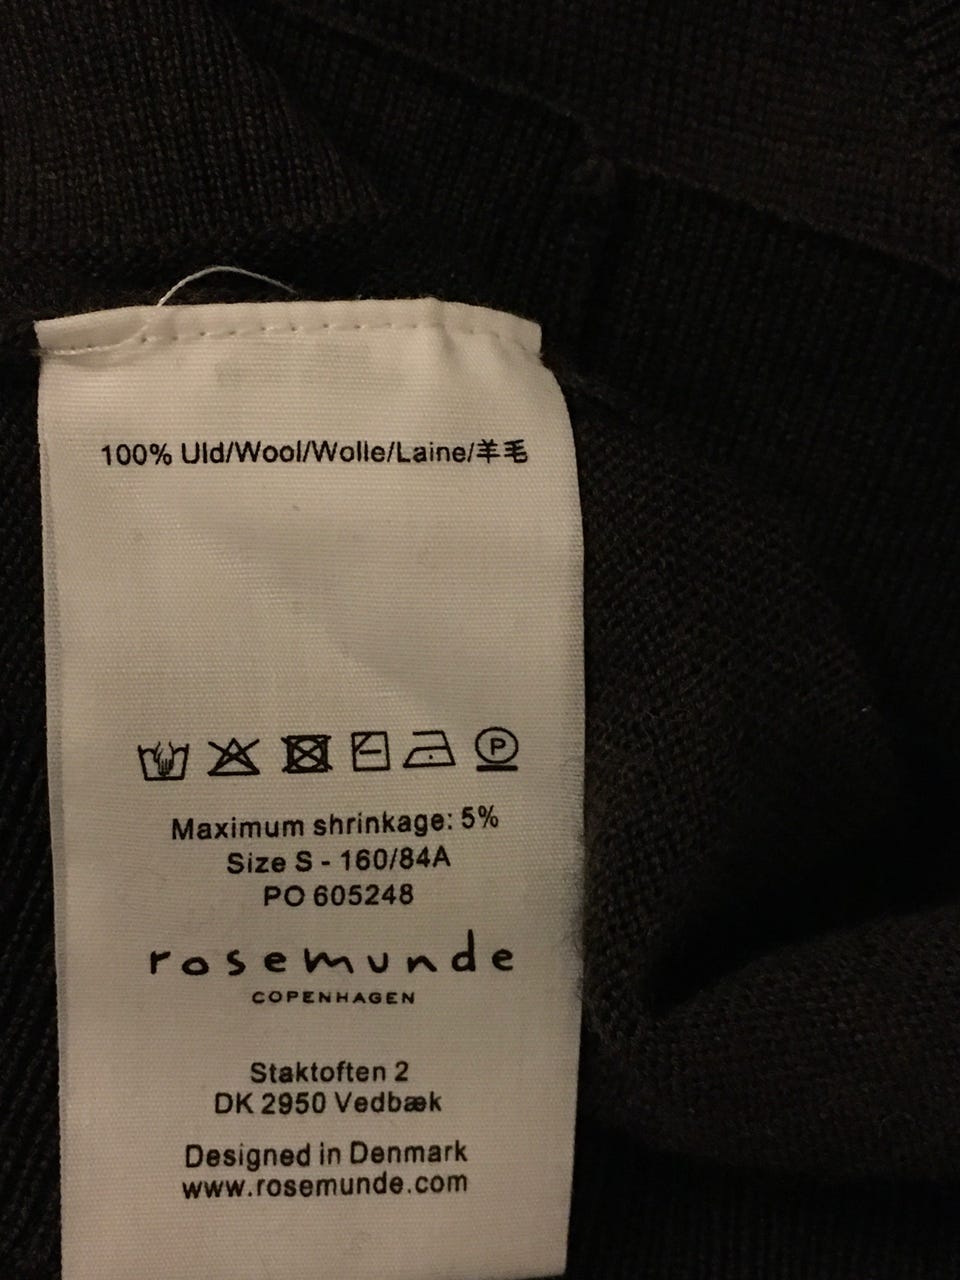 100% Uld/Wool/Wolle/Laine/羊毛
P
Maximum shrinkage: 5%
Size S - 160/84A
PO 605248
rosemunde
COPENHAGEN
Staktoften 2
DK 2950 Vedbæk
Designed in Denmark
www.rosemunde.com